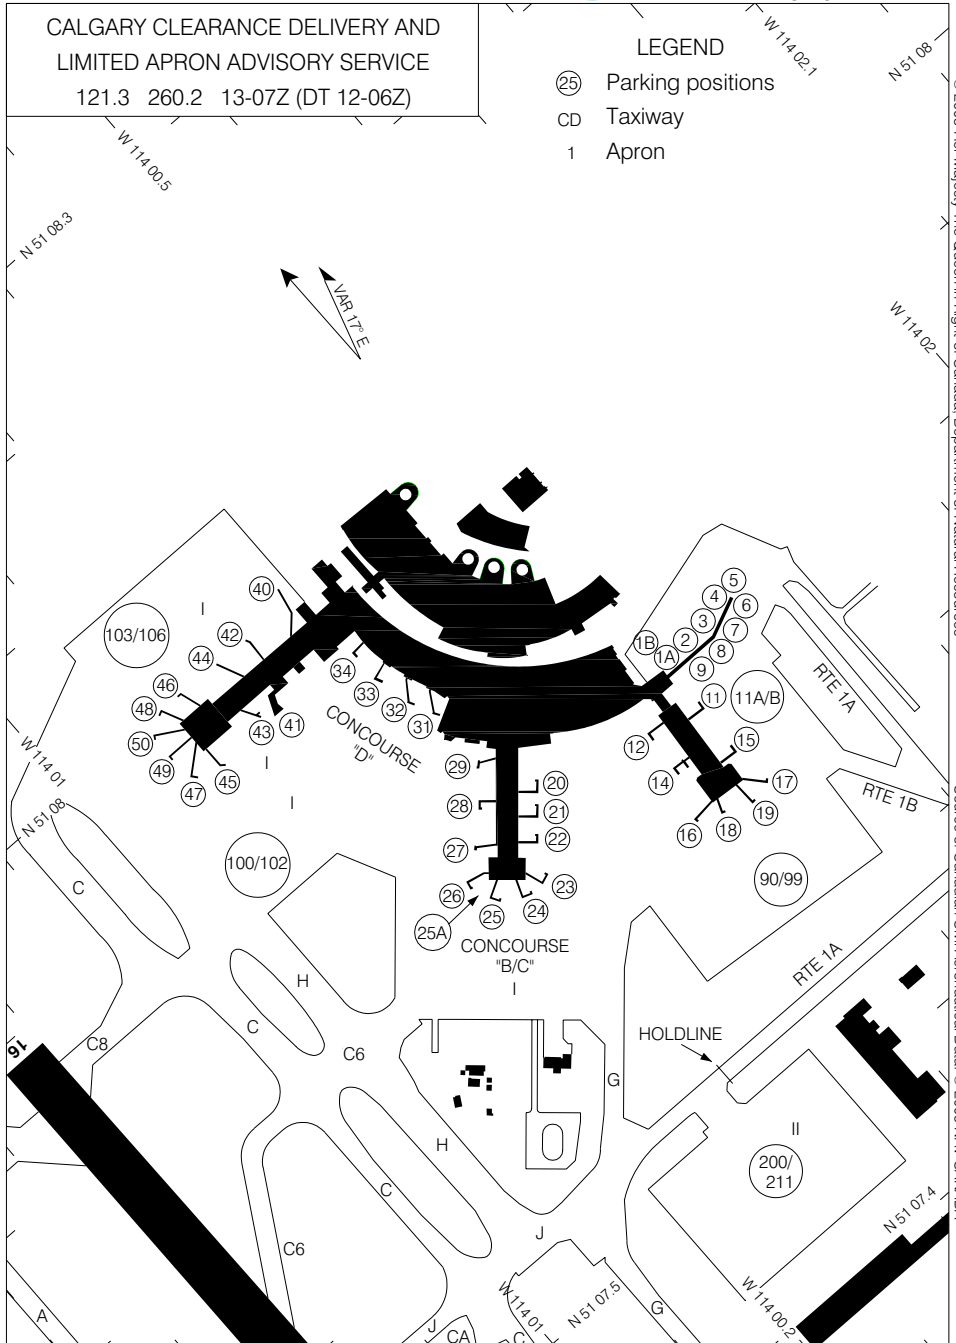 CALGARY CLEARANCE DELIVERY AND
LIMITED APRON ADVISORY SERVICE
121.3 260.2 13-07Z (DT 12-06Z)
LEGEND
25 Parking positions
CD Taxiway
1 Apron
W 114 02.1
N 51 08
W 114 00.5
N 51 08.3
VAR 17° E
W 114 02
5
4
6
3
7
2
8
1B
1A
9
40
I
103/106
42
44
46
48
50
49
47
45
43
41
34
33
32
31
CONCOURSE
"D"
I
I
11
11A/B
12
15
14
17
19
18
16
RTE 1A
RTE 1B
29
28
27
26
25
25A
20
21
22
23
24
CONCOURSE
"B/C"
I
W 114 01
N 51 08
C
100/102
90/99
RTE 1A
H
C
C8
16
C6
HOLDLINE
G
H
C
II
200/
211
N 51 07.4
C6
J
A
J
CA
C
W 114 01
N 51 07.5
G
W 114 00.2